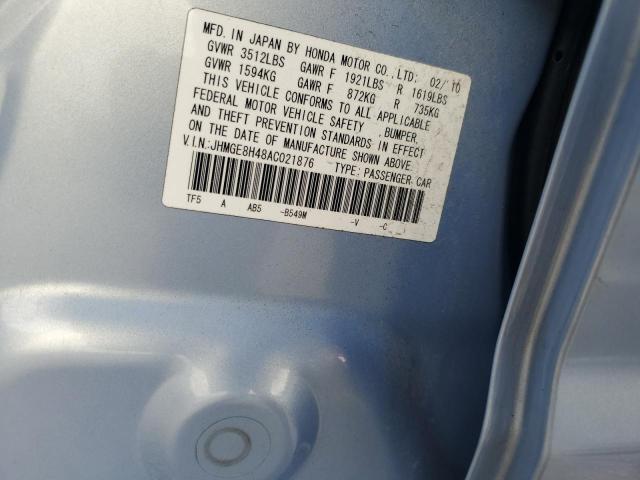 MFD. IN JAPAN BY HONDA MOTOR CO.,LTD; 02/10
GVWR 3512LBS GAWR F 1921LBS R 1619LBS
GVWR 1594KG GAWR F 872KG R 735KG
THIS VEHICLE CONFORMS TO ALL APPLICABLE
FEDERAL MOTOR VEHICLE SAFETY ,BUMPER,
AND THEFT PREVENTION STANDARDS IN EFFECT
ON THE DATE OF MANUFACTURE SHOWN ABOVE.
V.I.N:JHMGE8H48AC021876 TYPE:PASSENGER CAR
TF5 A AB5 -B549M -V -C